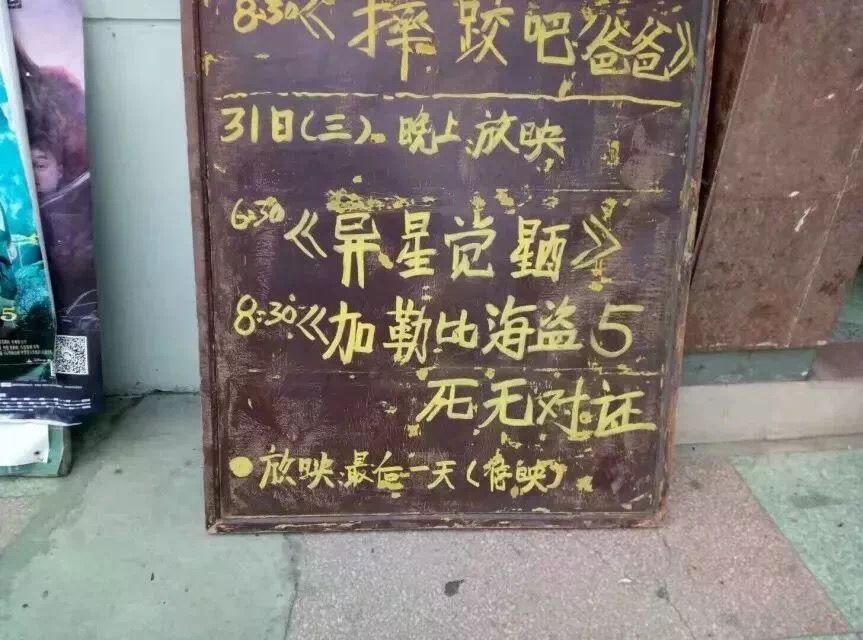 8:30《摔跤吧 爸爸》
31日(三) 晚上放映
6:30《异星觉醒》
8:30《加勒比海盗5
死无对证
●放映最后一天(停映)
5